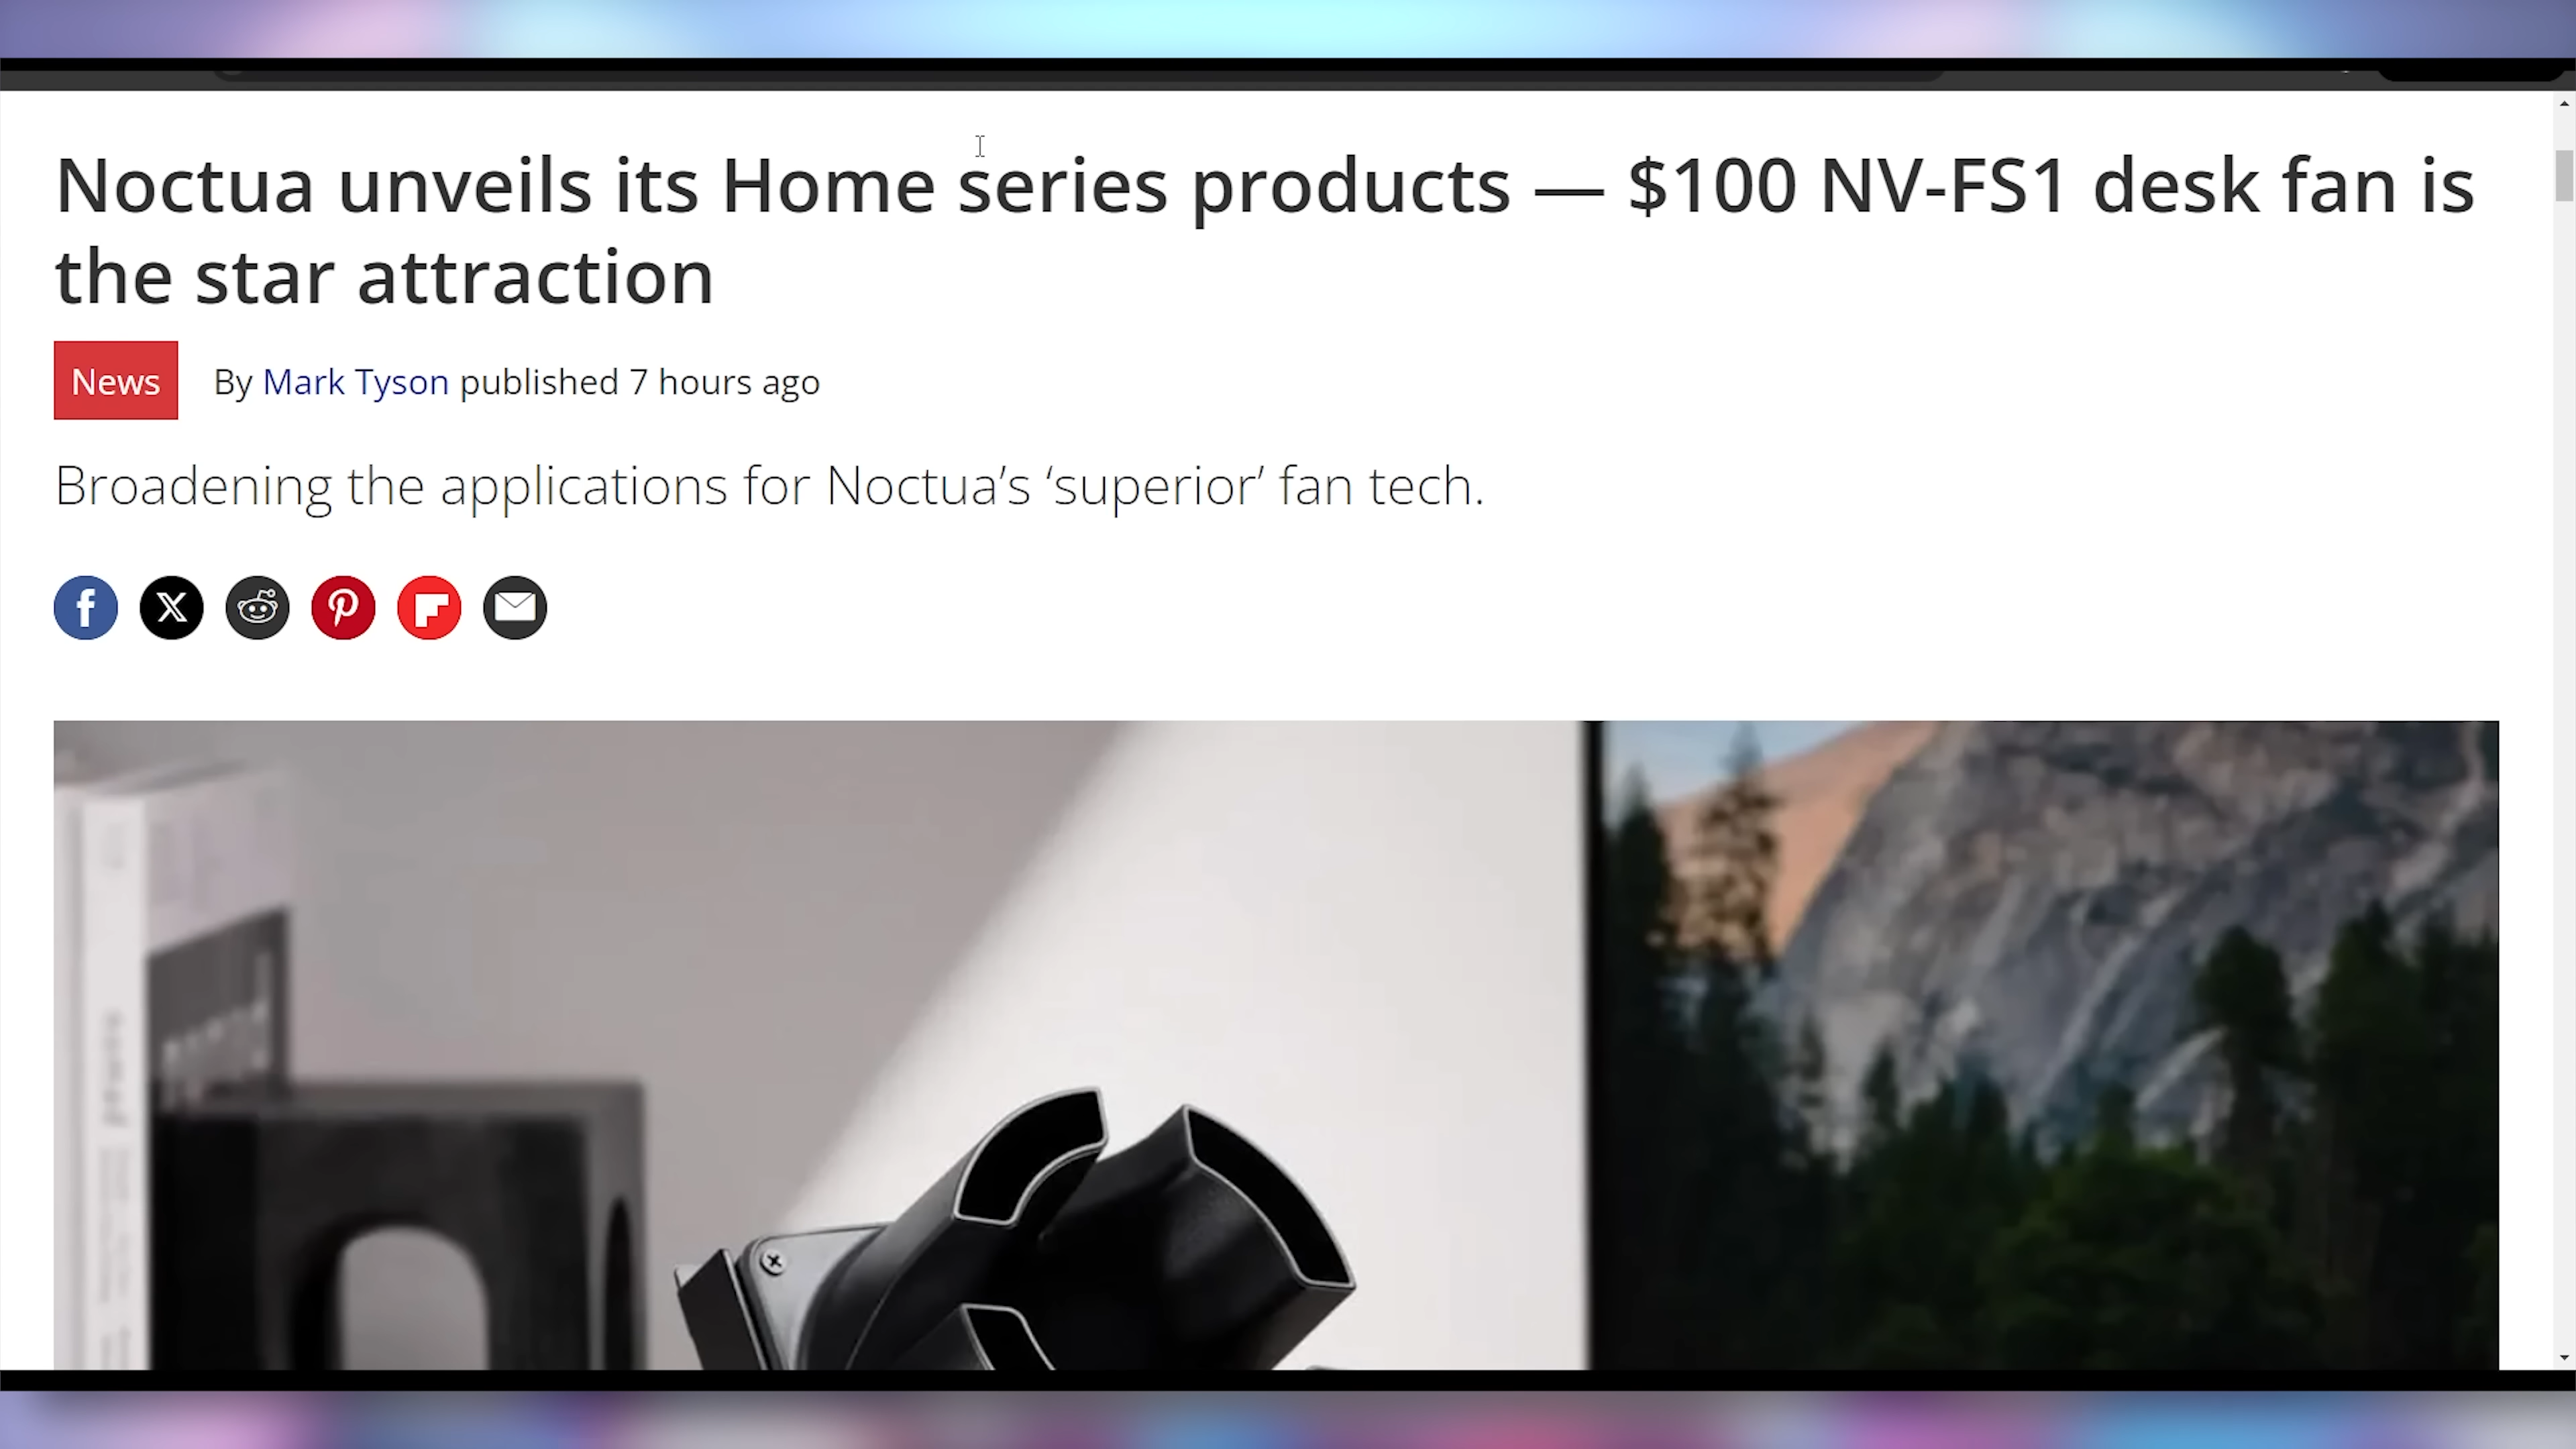 Noctua unveils its Home series products — $100 NV-FS1 desk fan is
the star attraction
News
By Mark Tyson published 7 hours ago
Broadening the applications for Noctua’s ‘superior’ fan tech.